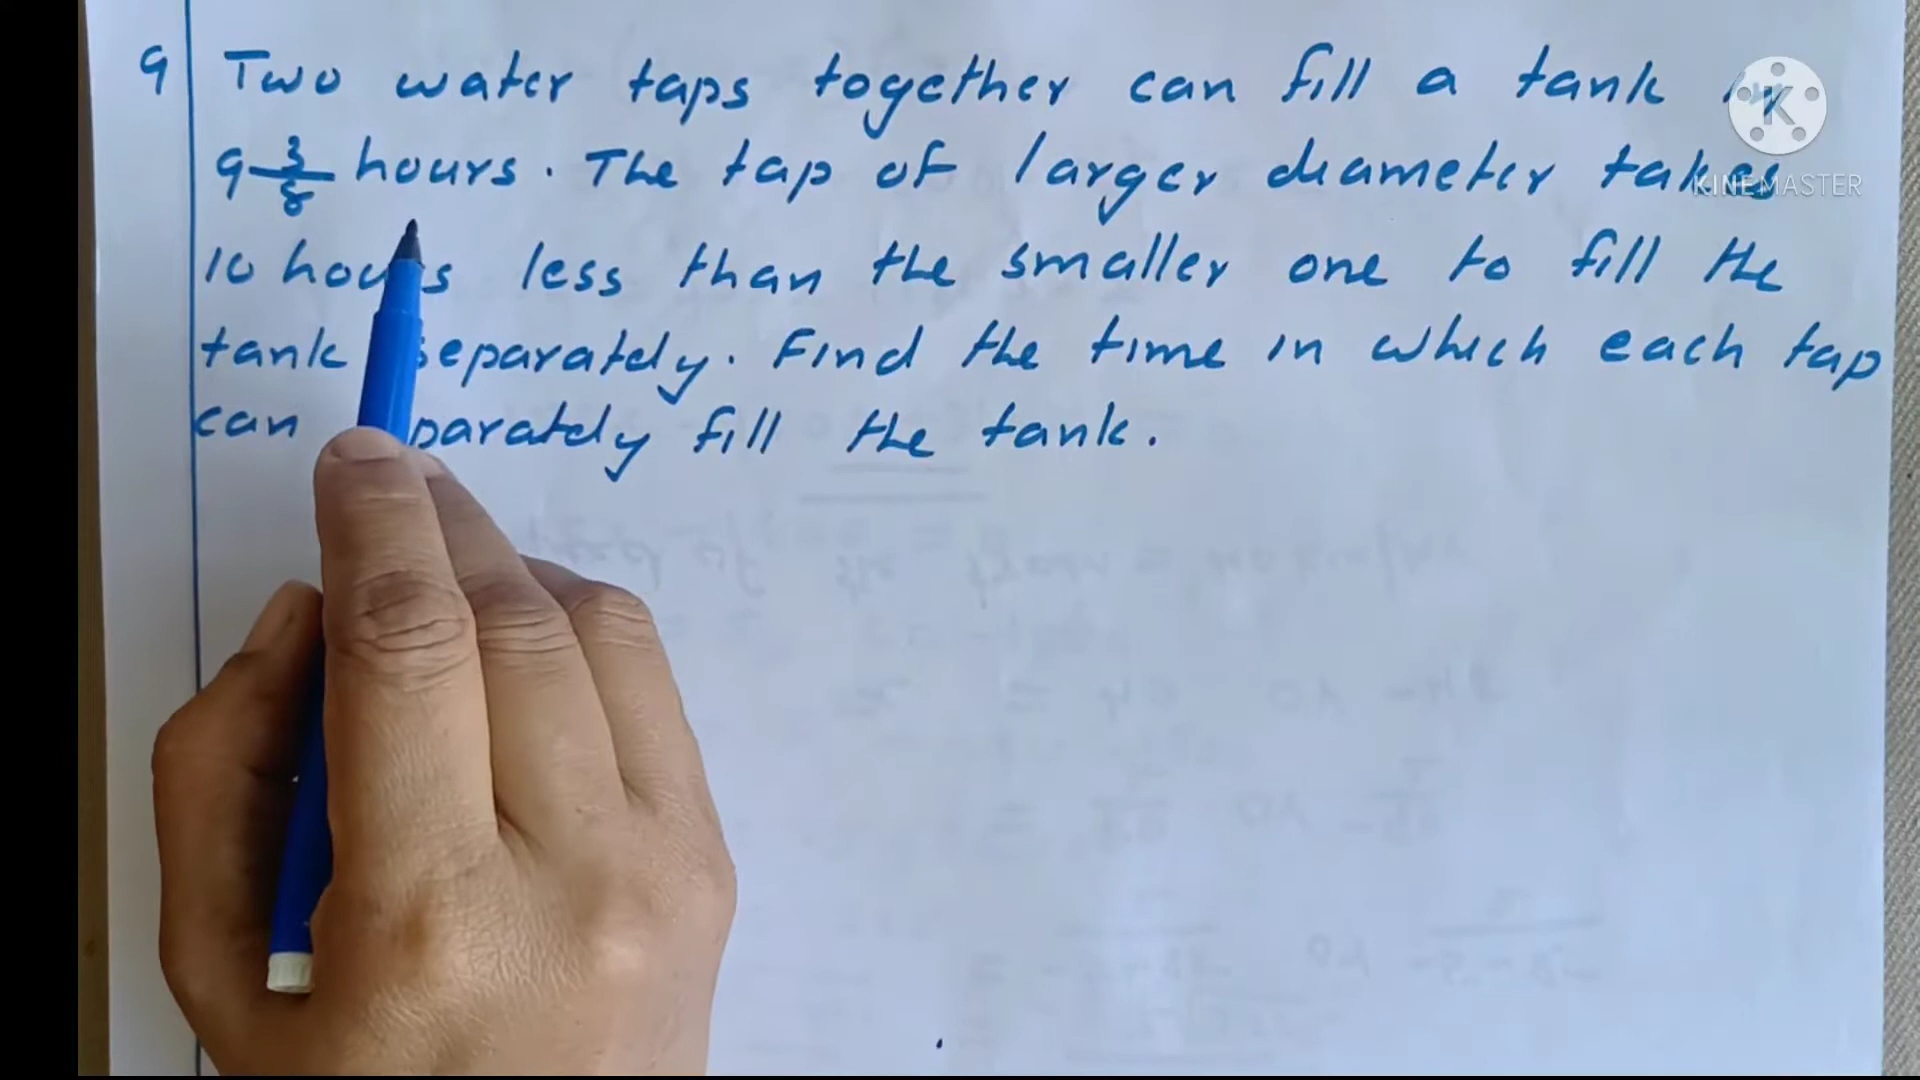 9 Two water taps together can fill a tank in
9 3/8 hours. The tap of larger diameter takes
KINEMASTER
10 hours less than the smaller one to fill the
tank separately. Find the time in which each tap
can separately fill the tank.